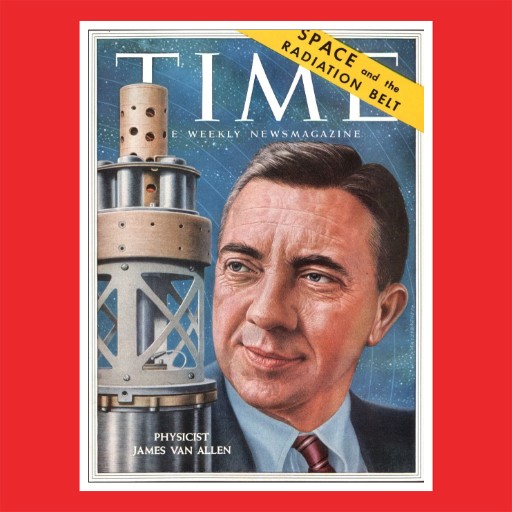 SPACE and the
RADIATION BELT
TIME
E WEEKLY NEWSMAGAZINE
PHYSICIST
JAMES VAN ALLEN